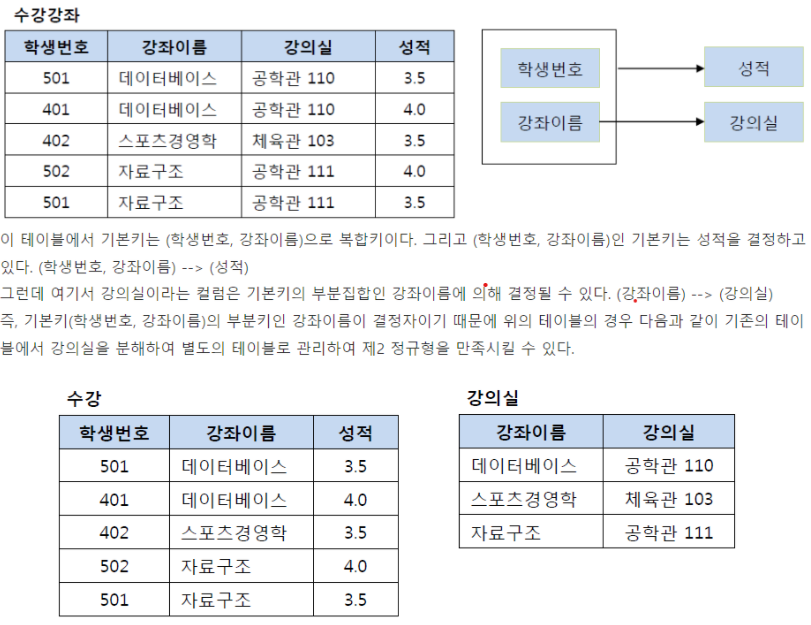 수강강좌
학생번호 강좌이름 강의실 성적
501 데이터베이스 공학관 110 3.5
401 데이터베이스 공학관 110 4.0
402 스포츠경영학 체육관 103 3.5
502 자료구조 공학관 111 4.0
501 자료구조 공학관 111 3.5
학생번호 성적
강좌이름 강의실
이 테이블에서 기본키는 (학생번호, 강좌이름)으로 복합키이다. 그리고 (학생번호, 강좌이름)인 기본키는 성적을 결정하고
있다. (학생번호, 강좌이름) --> (성적)
그런데 여기서 강의실이라는 컬럼은 기본키의 부분집합인 강좌이름에 의해 결정될 수 있다. (강좌이름) --> (강의실)
즉, 기본키(학생번호, 강좌이름)의 부분키인 강좌이름이 결정자이기 때문에 위의 테이블의 경우 다음과 같이 기존의 테이
블에서 강의실을 분해하여 별도의 테이블로 관리하여 제2 정규형을 만족시킬 수 있다.
수강
학생번호 강좌이름 성적
501 데이터베이스 3.5
401 데이터베이스 4.0
402 스포츠경영학 3.5
502 자료구조 4.0
501 자료구조 3.5
강의실
강좌이름 강의실
데이터베이스 공학관 110
스포츠경영학 체육관 103
자료구조 공학관 111